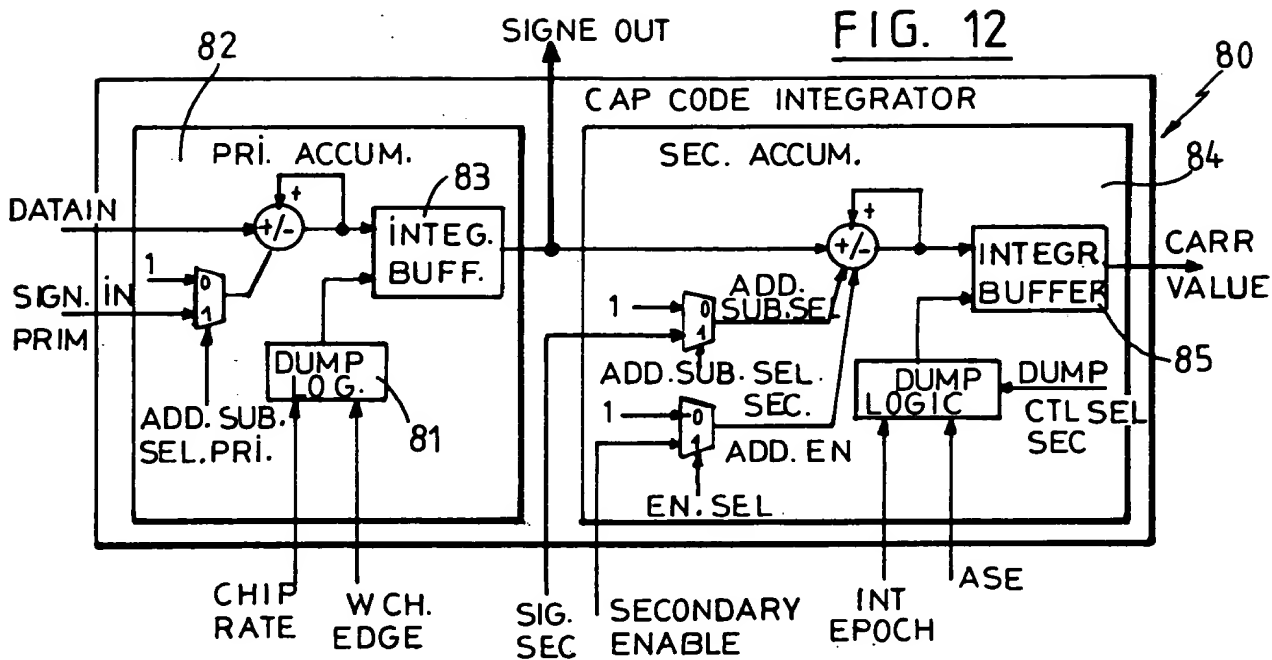 SIGNE OUT
FIG. 12
82
80
CAP CODE INTEGRATOR
PRİ. ACCUM.
SEC. ACCUM.
84
83
DATAIN
+
+/-
İNTEG.
BUFF.
+
+/-
INTEGR.
BUFFER
CARR
VALUE
1
0
1
SIGN. İN
PRIM
ADD.
SUB.SEL
1
0
1
85
DUMP
LOG.
81
ADD.SUB.
SEL.PRİ.
ADD.SUB.SEL.
SEC.
DUMP
LOGIC
DUMP
CTL SEL
SEC
1
0
1
ADD.EN
EN.SEL
CHIP
RATE
W CH.
EDGE
SIG.
SEC
SECONDARY
ENABLE
INT
EPOCH
ASE